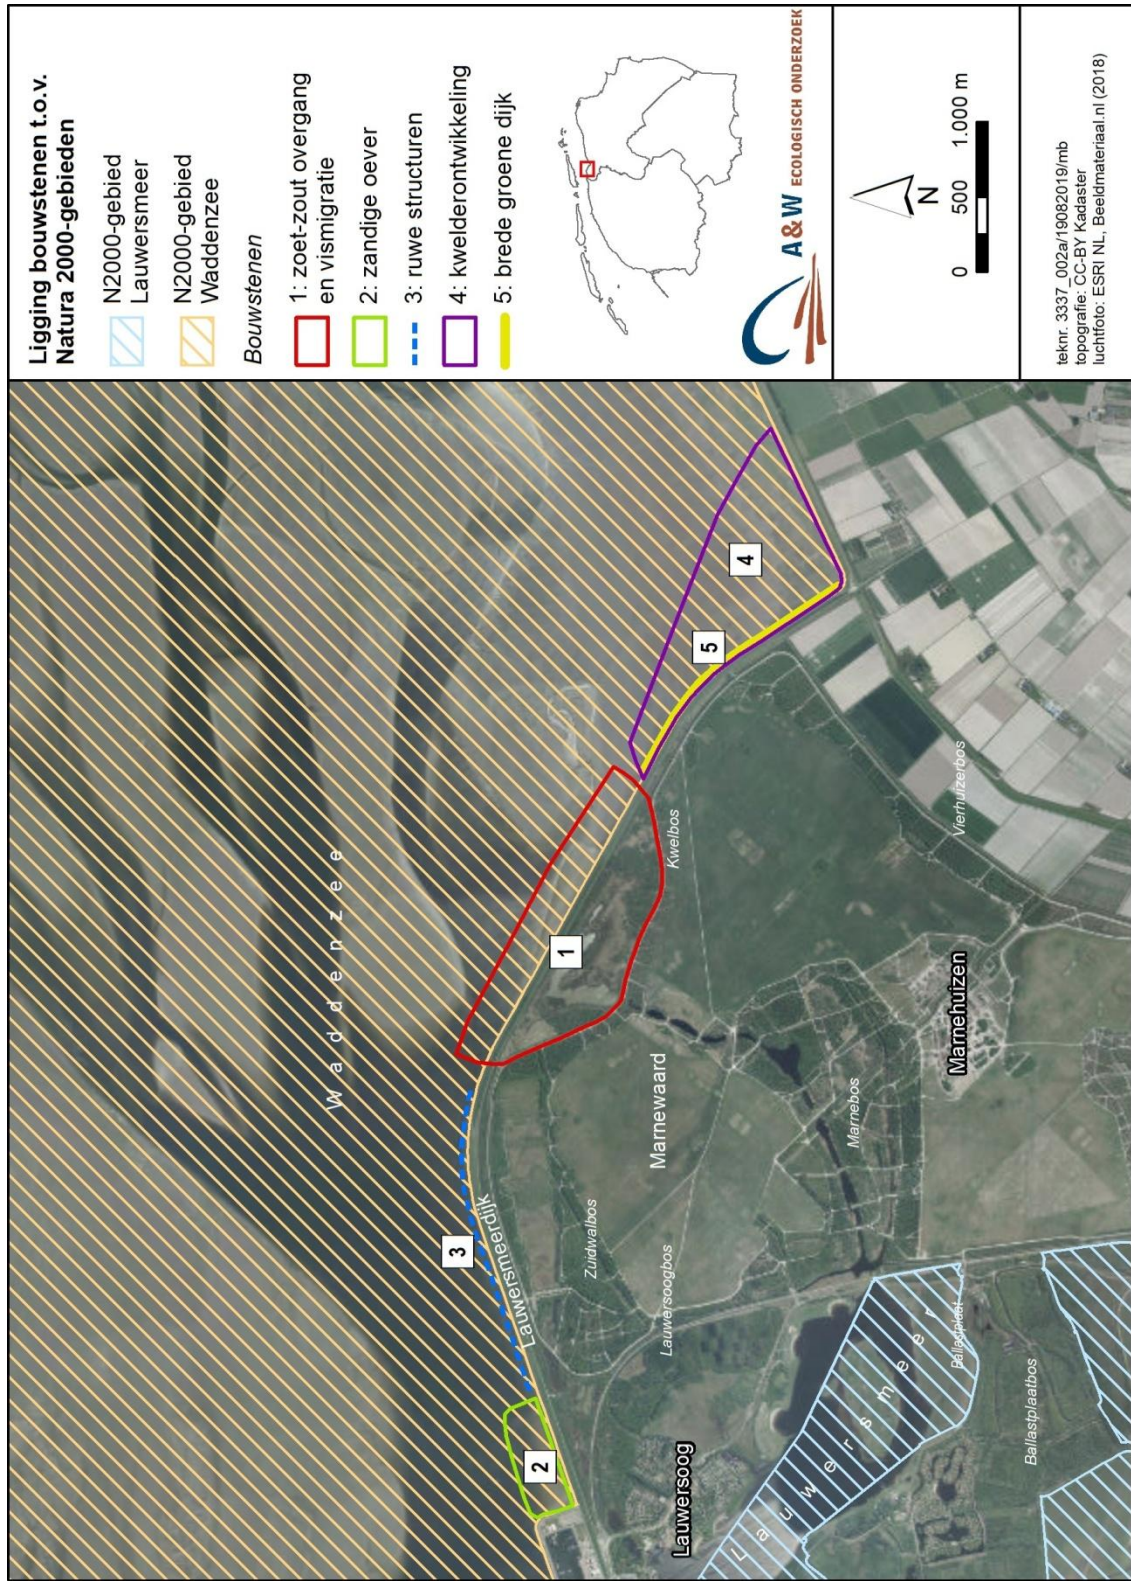 Ligging bouwstenen t.o.v.
Natura 2000-gebieden
N2000-gebied
Lauwersmeer
N2000-gebied
Waddenzee
Bouwstenen
1: zoet-zout overgang
en vismigratie
2: zandige oever
3: ruwe structuren
4: kwelderontwikkeling
5: brede groene dijk
A&W ECOLOGISCH ONDERZOEK
N
0 500 1.000 m
teknr. 3337_002a/19082019/mb
topografie: CC-BY Kadaster
luchtfoto: ESRI NL, Beeldmateriaal.nl (2018)
Waddenzee
3
Lauwersmeerdijk
2
1
5
4
Zuidwalbos
Lauwersoogbos
Lauwersoog
Marnewaard
Kwelbos
Marnebos
Marnehuizen
Vierhuizerbos
Lauwersmeer
Ballastplaat
Ballastplaatbos